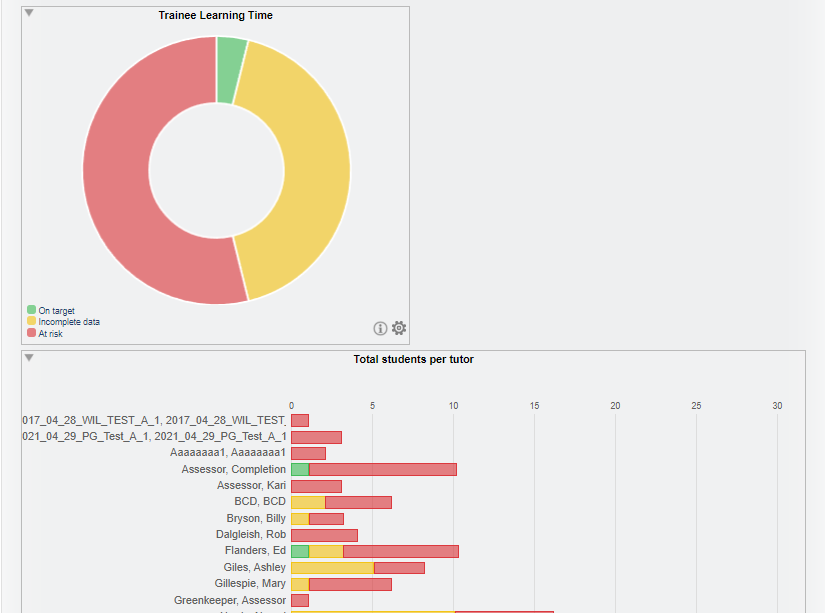 Trainee Learning Time
On target
Incomplete data
At risk
Total students per tutor
0 5 10 15 20 25 30
017_04_28_WIL_TEST_A_1, 2017_04_28_WIL_TEST_
021_04_29_PG_Test_A_1, 2021_04_29_PG_Test_A_1
Aaaaaaaa1, Aaaaaaaa1
Assessor, Completion
Assessor, Kari
BCD, BCD
Bryson, Billy
Dalgleish, Rob
Flanders, Ed
Giles, Ashley
Gillespie, Mary
Greenkeeper, Assessor